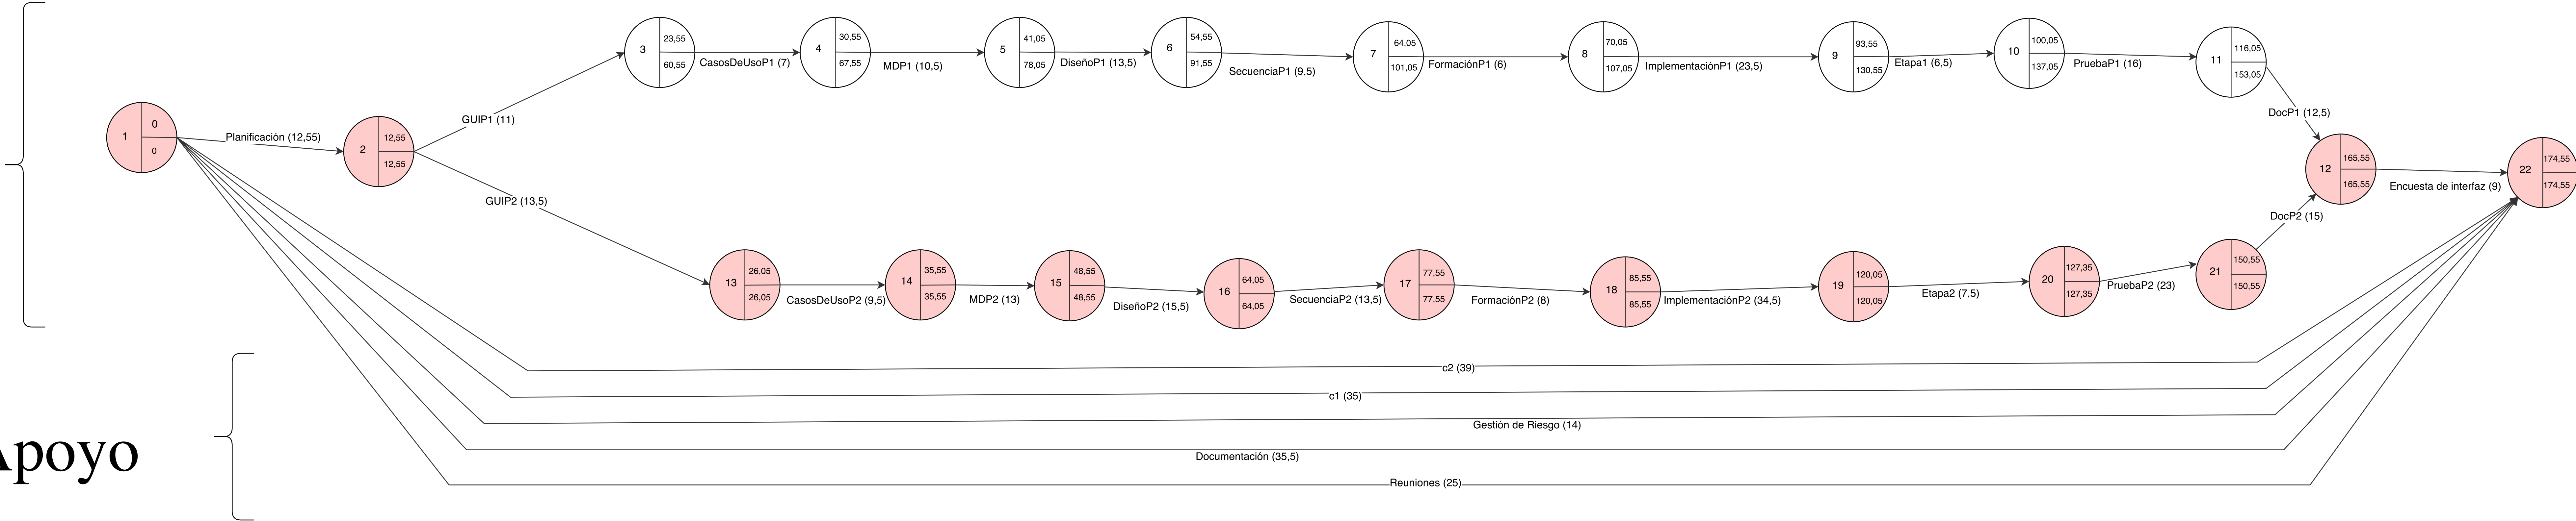 3
23,55
60,55
CasosDeUsoP1 (7)
4
30,55
67,55
MDP1 (10,5)
5
41,05
78,05
DiseñoP1 (13,5)
6
54,55
91,55
SecuenciaP1 (9,5)
7
64,05
101,05
FormaciónP1 (6)
8
70,05
107,05
ImplementaciónP1 (23,5)
9
93,55
130,55
Etapa1 (6,5)
10
100,05
137,05
PruebaP1 (16)
11
116,05
153,05
DocP1 (12,5)
1
0
0
Planificación (12,55)
2
12,55
12,55
GUIP1 (11)
GUIP2 (13,5)
12
165,55
165,55
Encuesta de interfaz (9)
22
174,55
174,55
DocP2 (15)
13
26,05
26,05
CasosDeUsoP2 (9,5)
14
35,55
35,55
MDP2 (13)
15
48,55
48,55
DiseñoP2 (15,5)
16
64,05
64,05
SecuenciaP2 (13,5)
17
77,55
77,55
FormaciónP2 (8)
18
85,55
85,55
ImplementaciónP2 (34,5)
19
120,05
120,05
Etapa2 (7,5)
20
127,35
127,35
PruebaP2 (23)
21
150,55
150,55
c2 (39)
c1 (35)
Gestión de Riesgo (14)
Documentación (35,5)
Reuniones (25)
Apoyo